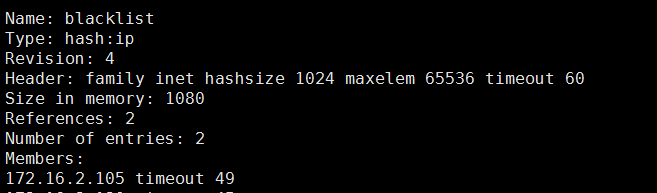 Name: blacklist
Type: hash:ip
Revision: 4
Header: family inet hashsize 1024 maxelem 65536 timeout 60
Size in memory: 1080
References: 2
Number of entries: 2
Members:
172.16.2.105 timeout 49